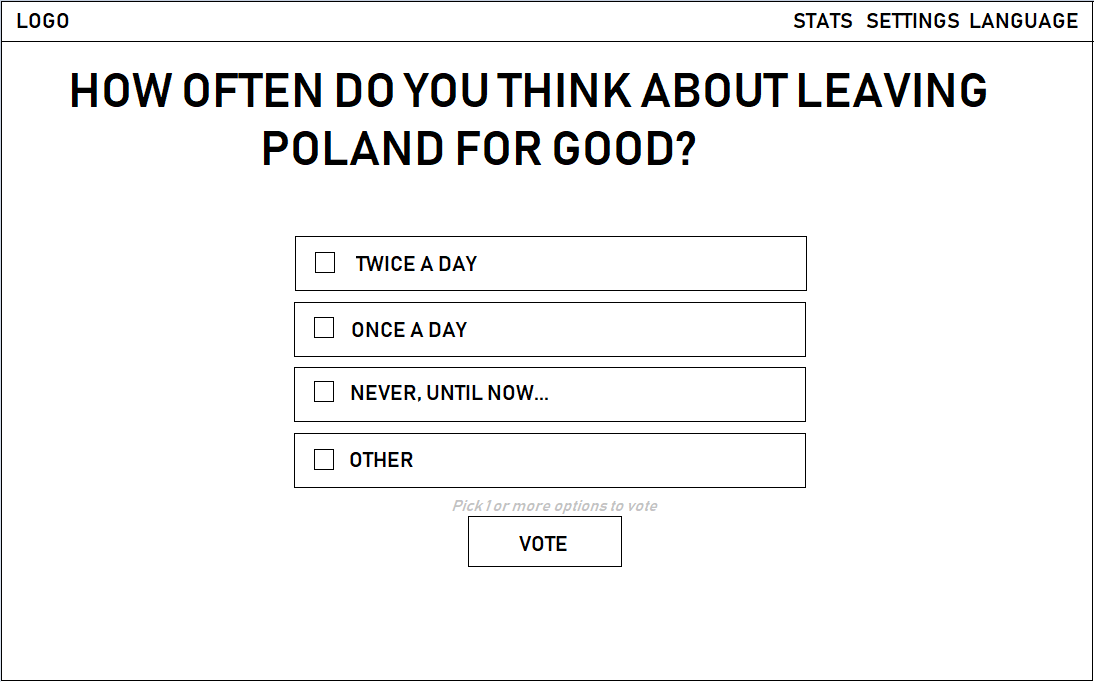 LOGO
STATS SETTINGS LANGUAGE
HOW OFTEN DO YOU THINK ABOUT LEAVING
POLAND FOR GOOD?
TWICE A DAY
ONCE A DAY
NEVER, UNTIL NOW...
OTHER
Pick 1 or more options to vote
VOTE